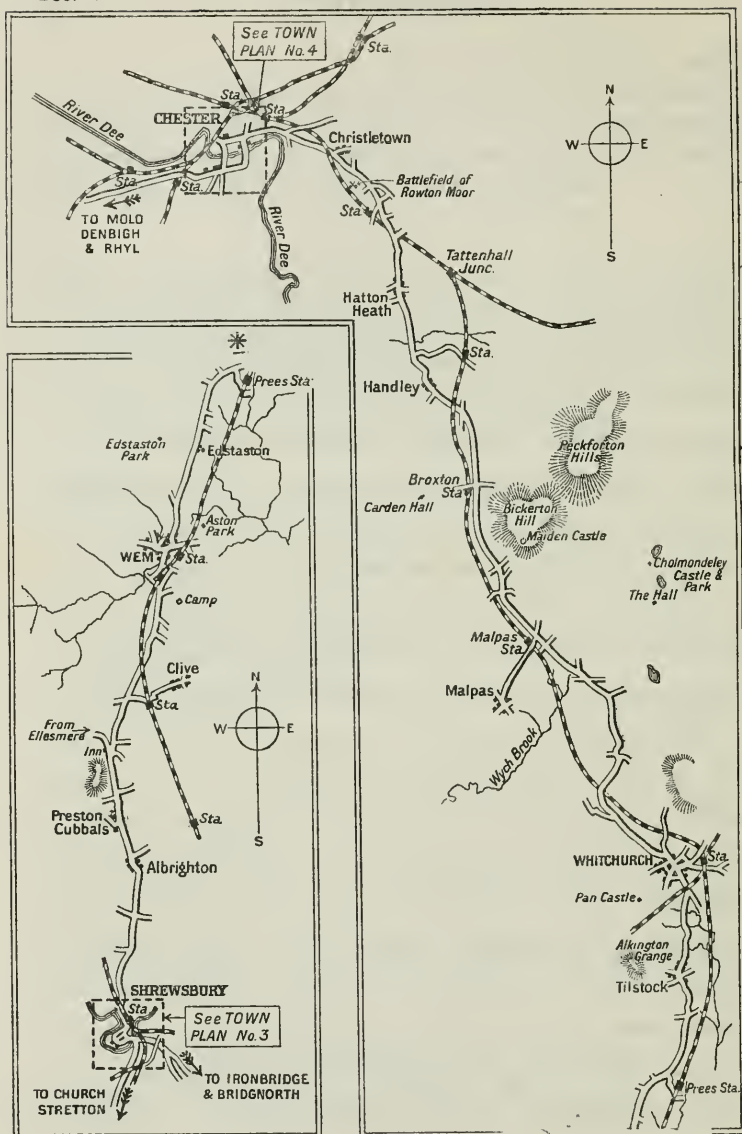 See TOWN
PLAN No. 4
Sta.
Sta.
Sta.
CHESTER
River Dee
Christletown
Battlefield of
Rowton Moor
Sta.
Sta.
Sta.
TO MOLD
DENBIGH
& RHYL
River Dee
N
W
E
S
Tattenhall
Junc.
Hatton
Heath
Sta.
Handley
Peckforton
Hills
Broxton
Sta
Carden Hall
Bickerton
Hill
Maiden Castle
Cholmondeley
Castle &
Park
The Hall
Malpas
Sta.
Malpas
Wych Brook
WHITCHURCH
Sta.
Pan Castle
Alkington
Grange
Tilstock
Prees Sta.
Prees Sta.
Edstaston
Park
Edstaston
Aston
Park
WEM
Sta.
Camp
Clive
Sta
N
W
E
S
From
Ellesmere
Inn
Sta.
Preston
Cubbals
Albrighton
SHREWSBURY
Sta
See TOWN
PLAN No. 3
TO IRONBRIDGE
& BRIDGNORTH
TO CHURCH
STRETTON